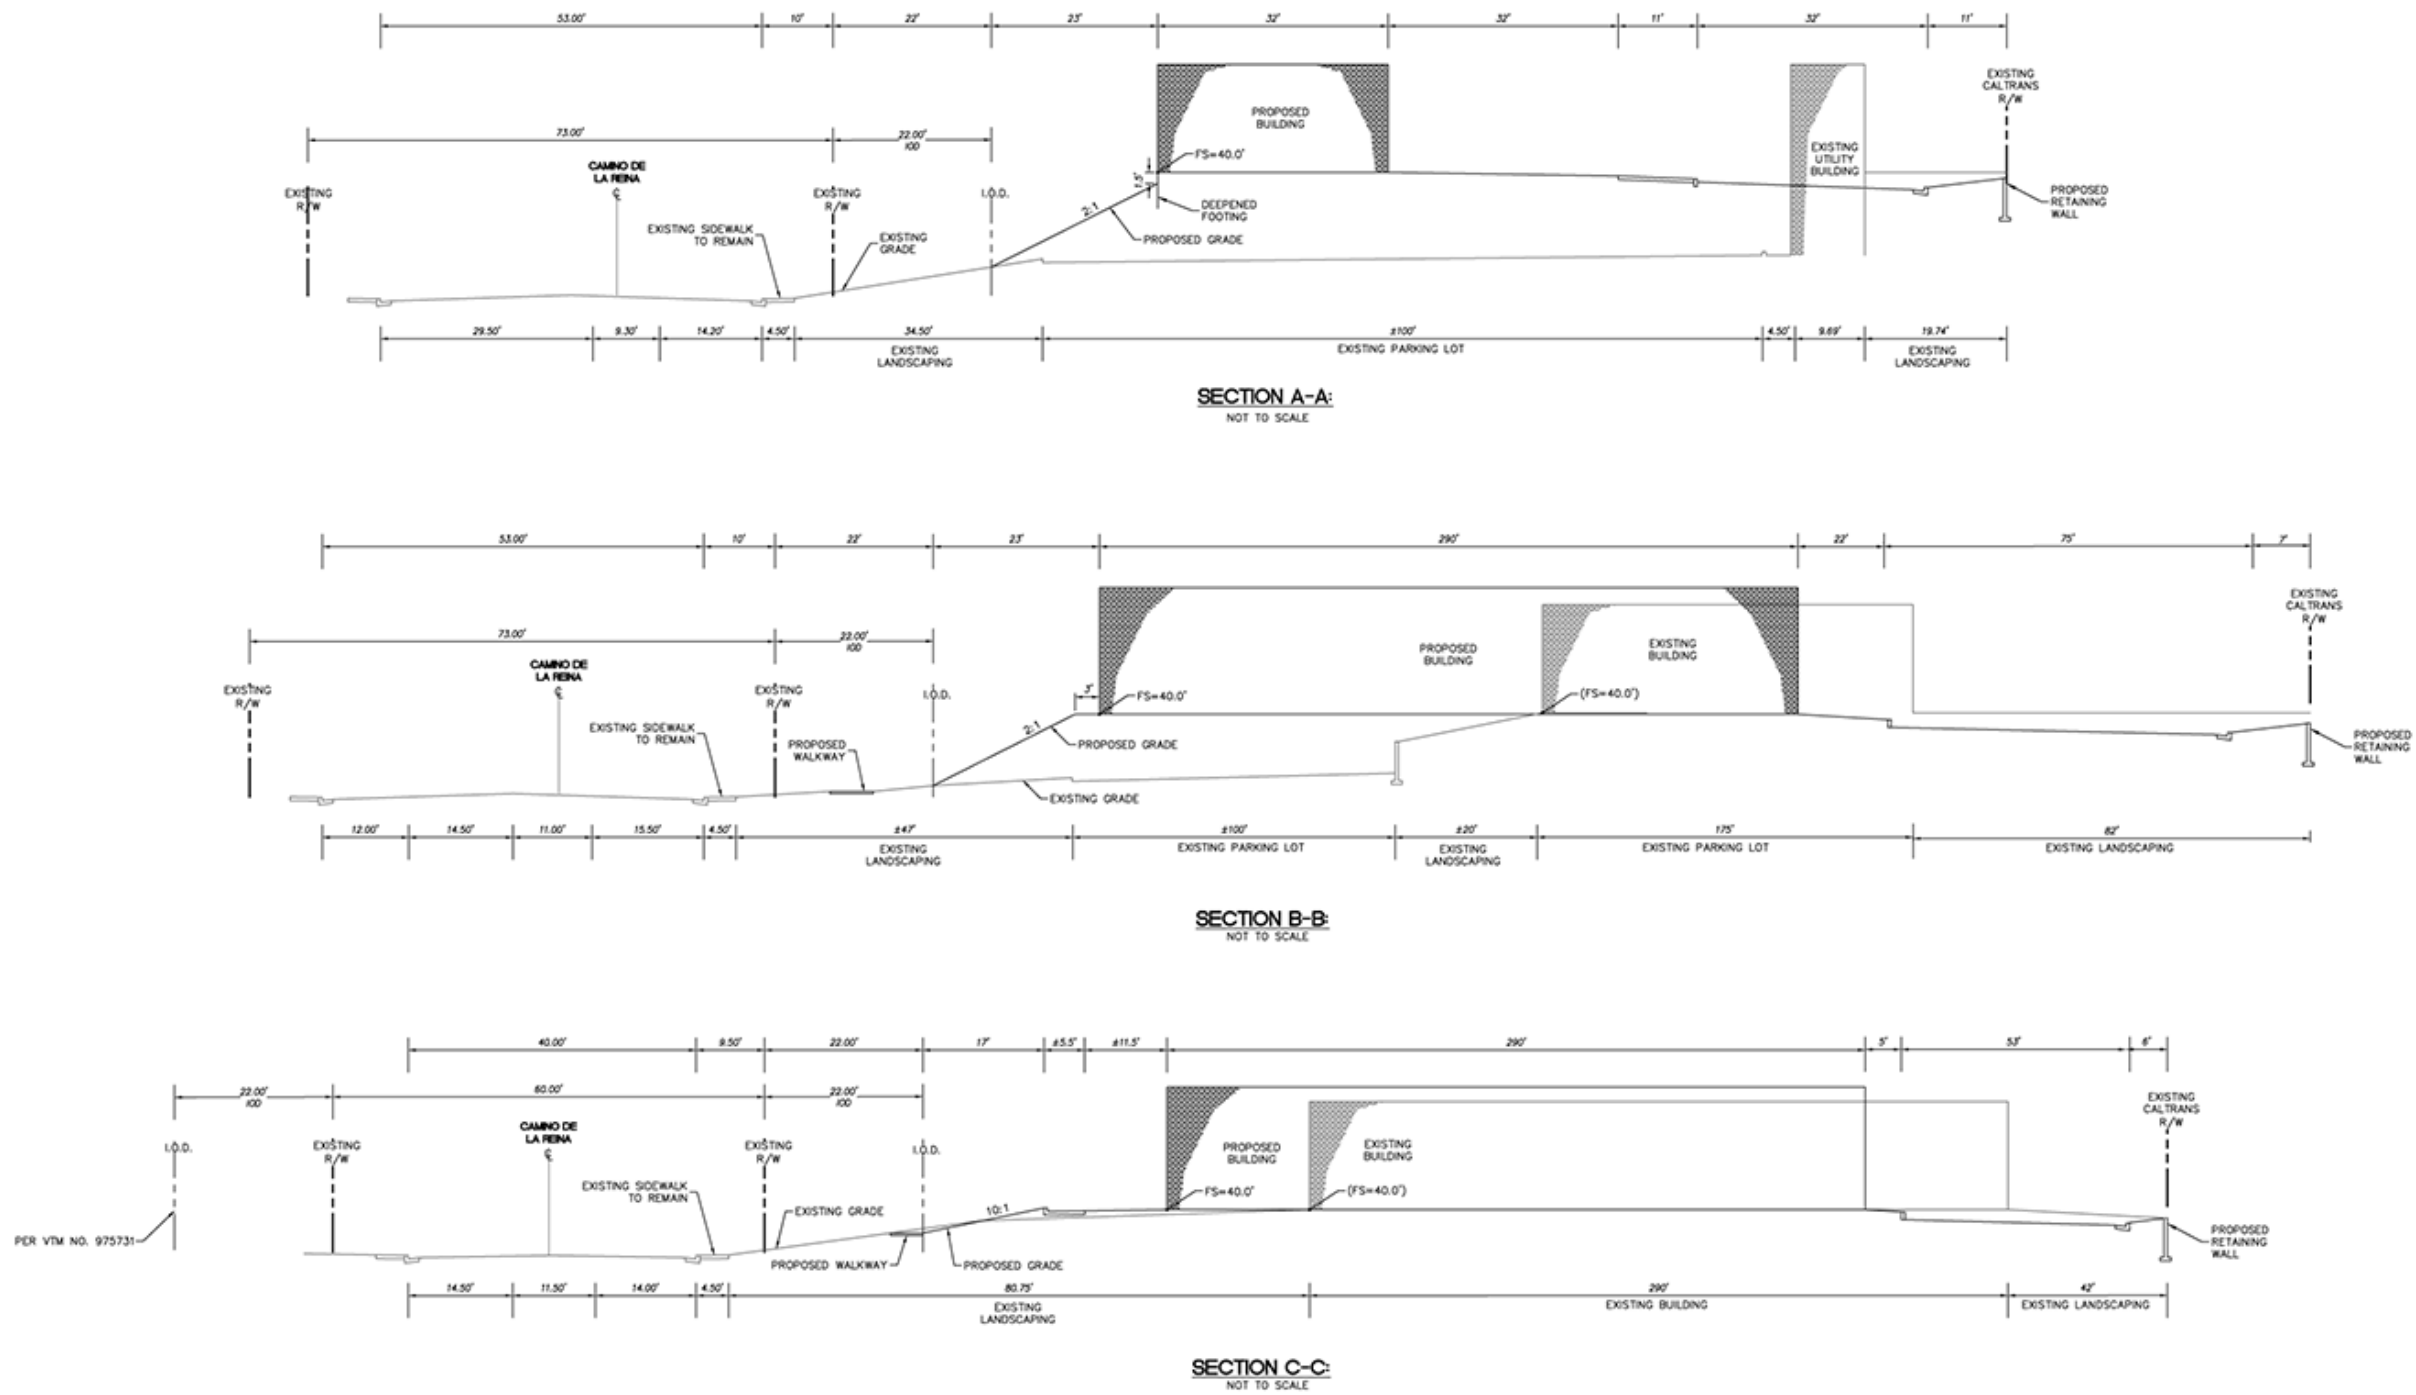 53.00'
10'
22'
23'
32'
32'
11'
32'
11'
73.00'
22.00'
IOD
CAMINO DE
LA REINA
EXISTING
R/W
EXISTING
R/W
I.O.D.
EXISTING SIDEWALK
TO REMAIN
EXISTING
GRADE
2:1
PROPOSED GRADE
1.5'
FS=40.0'
DEEPENED
FOOTING
PROPOSED
BUILDING
EXISTING
UTILITY
BUILDING
EXISTING
CALTRANS
R/W
PROPOSED
RETAINING
WALL
29.50'
9.30'
14.20'
4.50'
34.50'
EXISTING
LANDSCAPING
±100'
EXISTING PARKING LOT
4.50'
9.69'
19.74'
EXISTING
LANDSCAPING
SECTION A-A:
NOT TO SCALE
53.00'
10'
22'
23'
290'
22'
75'
7'
73.00'
22.00'
IOD
CAMINO DE
LA REINA
EXISTING
R/W
EXISTING
R/W
I.O.D.
EXISTING SIDEWALK
TO REMAIN
PROPOSED
WALKWAY
2:1
3'
PROPOSED GRADE
EXISTING GRADE
FS=40.0'
PROPOSED
BUILDING
EXISTING
BUILDING
(FS=40.0')
EXISTING
CALTRANS
R/W
PROPOSED
RETAINING
WALL
12.00'
14.50'
11.00'
15.50'
4.50'
±47'
EXISTING
LANDSCAPING
±100'
EXISTING PARKING LOT
±20'
EXISTING
LANDSCAPING
175'
EXISTING PARKING LOT
82'
EXISTING LANDSCAPING
SECTION B-B:
NOT TO SCALE
40.00'
9.50'
22.00'
17'
±5.5'
±11.5'
290'
5'
53'
6'
22.00'
IOD
60.00'
22.00'
IOD
CAMINO DE
LA REINA
I.O.D.
EXISTING
R/W
EXISTING
R/W
I.O.D.
PER VTM NO. 975731
EXISTING SIDEWALK
TO REMAIN
EXISTING GRADE
10:1
PROPOSED WALKWAY
PROPOSED GRADE
PROPOSED
BUILDING
FS=40.0'
EXISTING
BUILDING
(FS=40.0')
EXISTING
CALTRANS
R/W
PROPOSED
RETAINING
WALL
14.50'
11.50'
14.00'
4.50'
80.75'
EXISTING
LANDSCAPING
290'
EXISTING BUILDING
42'
EXISTING LANDSCAPING
SECTION C-C:
NOT TO SCALE